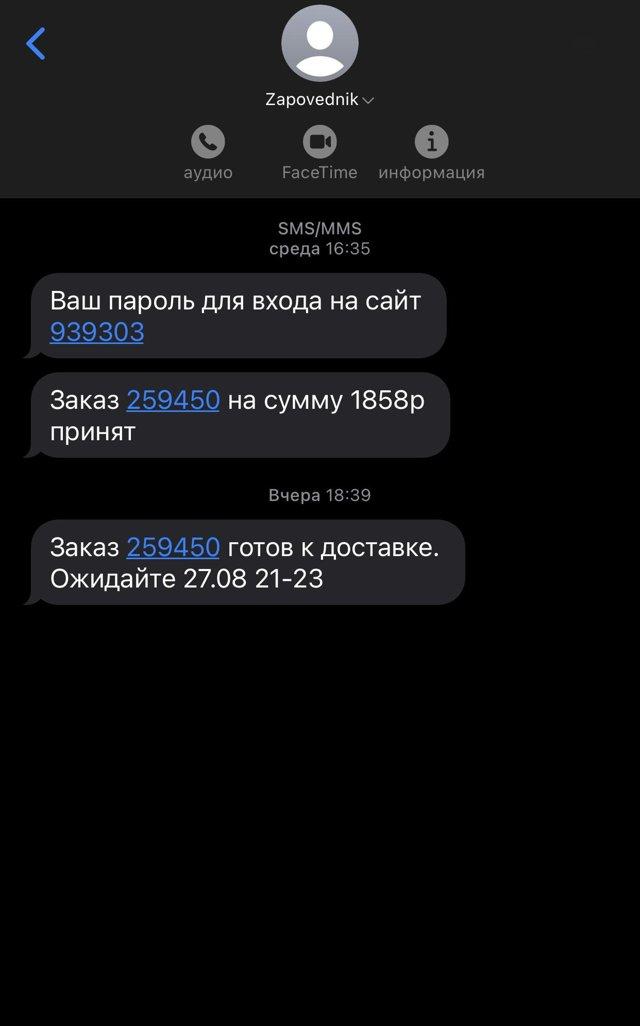 Zapovednik
аудио
FaceTime
информация
SMS/MMS
среда 16:35
Ваш пароль для входа на сайт
939303
Заказ 259450 на сумму 1858р
принят
Вчера 18:39
Заказ 259450 готов к доставке.
Ожидайте 27.08 21-23